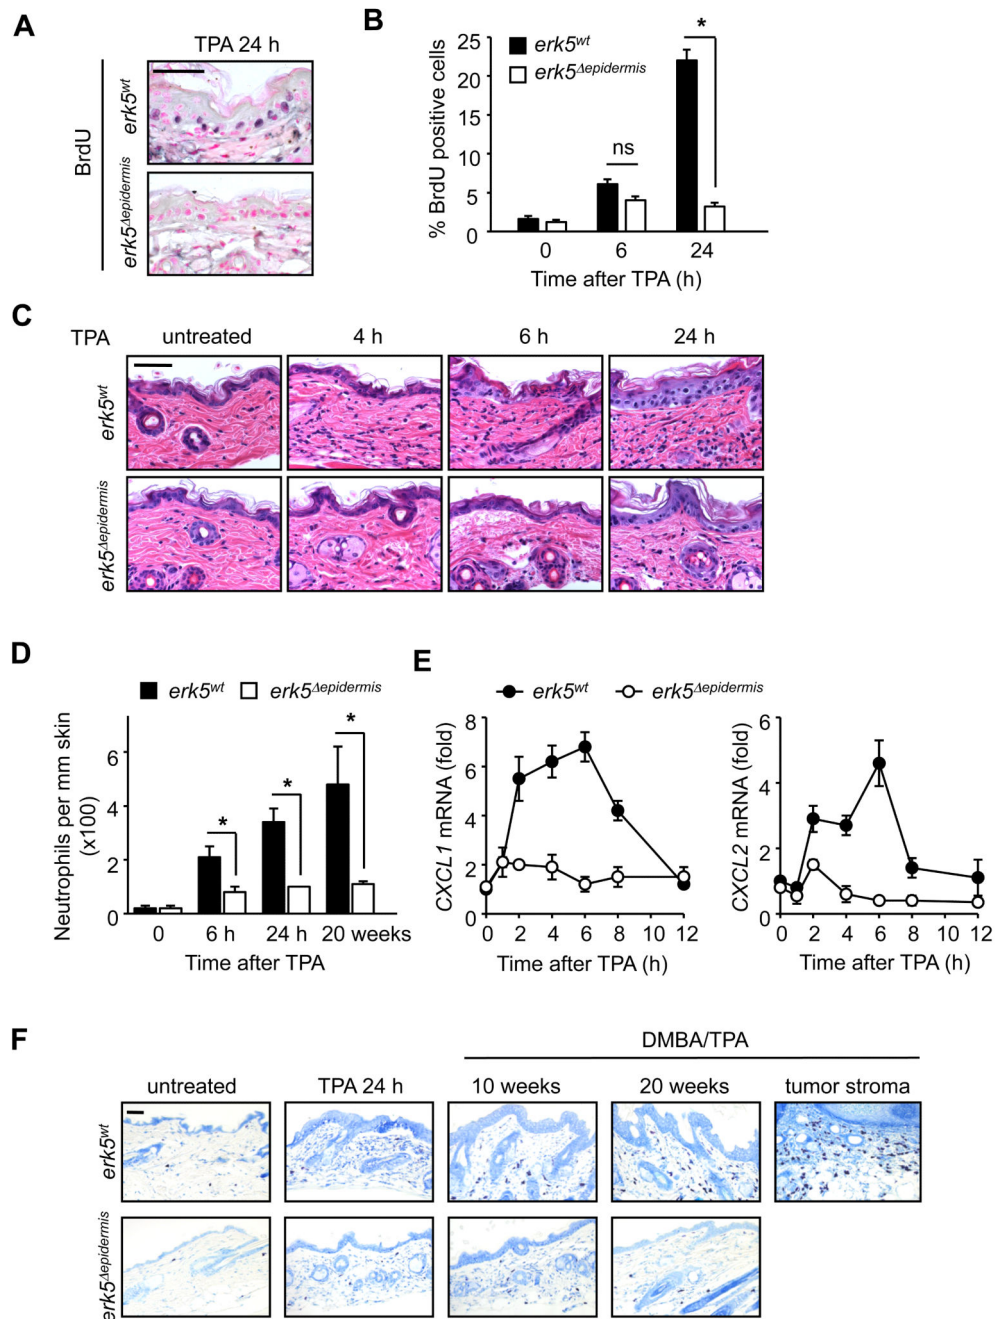 A
TPA 24 h
BrdU
erk5wt
erk5Δepidermis
B
% BrdU positive cells
25
20
15
10
5
0
erk5wt
erk5Δepidermis
ns
*
0 6 24
Time after TPA (h)
C
TPA untreated 4 h 6 h 24 h
erk5wt
erk5Δepidermis
D
erk5wt erk5Δepidermis
Neutrophils per mm skin
(x100)
6
4
2
0
* * *
0 6 h 24 h 20 weeks
Time after TPA
E
erk5wt erk5Δepidermis
CXCL1 mRNA (fold)
8
6
4
2
0
0 2 4 6 8 10 12
Time after TPA (h)
CXCL2 mRNA (fold)
6
4
2
0
0 2 4 6 8 10 12
Time after TPA (h)
F
DMBA/TPA
untreated TPA 24 h 10 weeks 20 weeks tumor stroma
erk5wt
erk5Δepidermis